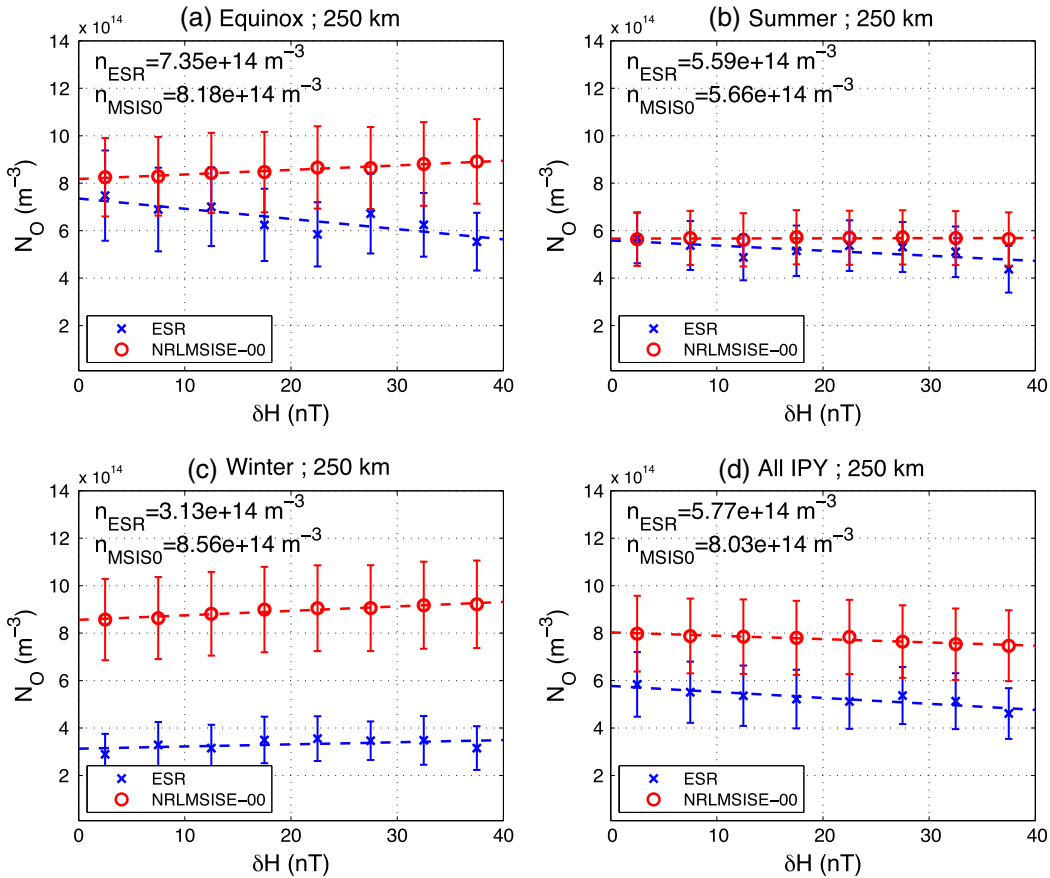 (a) Equinox ; 250 km
x 10^14
n_ESR=7.35e+14 m^−3
n_MSIS0=8.18e+14 m^−3
14
12
10
8
6
4
2
N_O (m^−3)
ESR
NRLMSISE−00
0 10 20 30 40
δH (nT)
(b) Summer ; 250 km
x 10^14
n_ESR=5.59e+14 m^−3
n_MSIS0=5.66e+14 m^−3
14
12
10
8
6
4
2
N_O (m^−3)
ESR
NRLMSISE−00
0 10 20 30 40
δH (nT)
(c) Winter ; 250 km
x 10^14
n_ESR=3.13e+14 m^−3
n_MSIS0=8.56e+14 m^−3
14
12
10
8
6
4
2
N_O (m^−3)
ESR
NRLMSISE−00
0 10 20 30 40
δH (nT)
(d) All IPY ; 250 km
x 10^14
n_ESR=5.77e+14 m^−3
n_MSIS0=8.03e+14 m^−3
14
12
10
8
6
4
2
N_O (m^−3)
ESR
NRLMSISE−00
0 10 20 30 40
δH (nT)